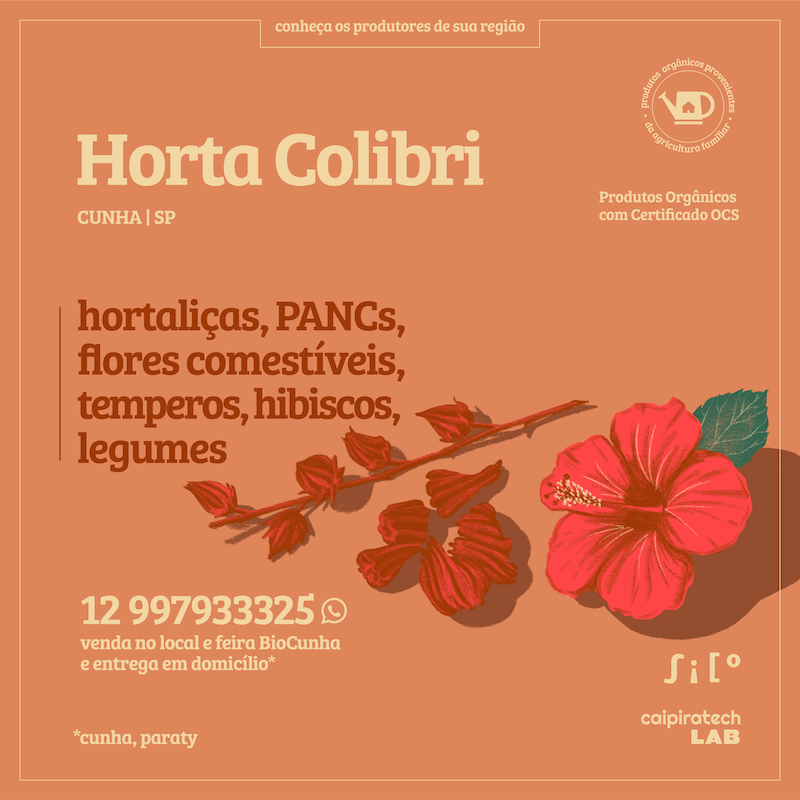 conheça os produtores de sua região
produtos orgânicos provenientes
da agricultura familiar
Horta Colibri
CUNHA | SP
Produtos Orgânicos
com Certificado OCS
hortaliças, PANCs,
flores comestíveis,
temperos, hibiscos,
legumes
12 997933325
venda no local e feira BioCunha
e entrega em domicílio*
*cunha, paraty
caipiratech
LAB